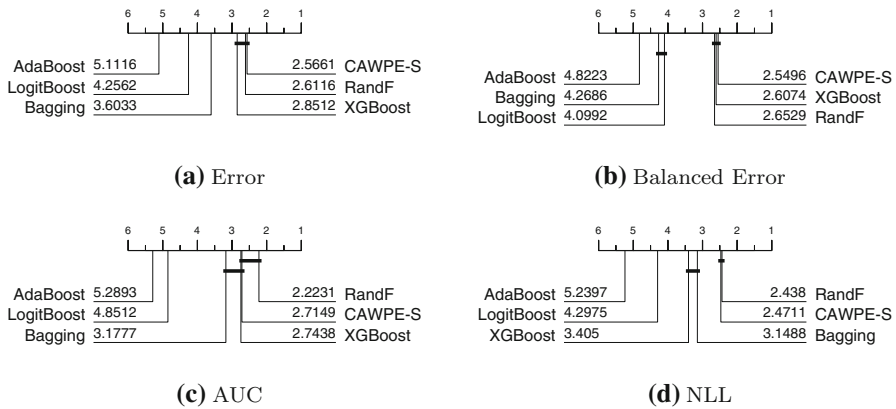 6 5 4 3 2 1
AdaBoost 5.1116 2.5661 CAWPE-S
LogitBoost 4.2562 2.6116 RandF
Bagging 3.6033 2.8512 XGBoost
(a) Error
6 5 4 3 2 1
AdaBoost 4.8223 2.5496 CAWPE-S
Bagging 4.2686 2.6074 XGBoost
LogitBoost 4.0992 2.6529 RandF
(b) Balanced Error
6 5 4 3 2 1
AdaBoost 5.2893 2.2231 RandF
LogitBoost 4.8512 2.7149 CAWPE-S
Bagging 3.1777 2.7438 XGBoost
(c) AUC
6 5 4 3 2 1
AdaBoost 5.2397 2.438 RandF
LogitBoost 4.2975 2.4711 CAWPE-S
XGBoost 3.405 3.1488 Bagging
(d) NLL